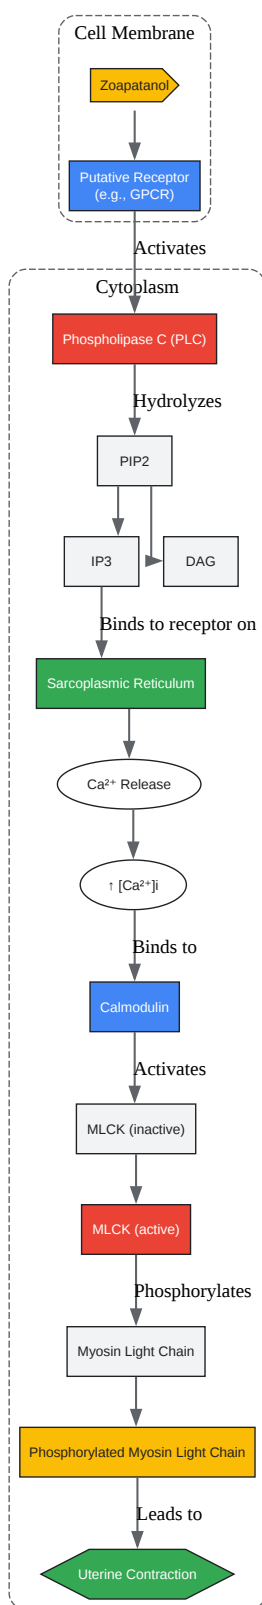 Cell Membrane
Zoapatanol
Putative Receptor
(e.g., GPCR)
Activates
Cytoplasm
Phospholipase C (PLC)
Hydrolyzes
PIP2
IP3
DAG
Binds to receptor on
Sarcoplasmic Reticulum
Ca²⁺ Release
↑ [Ca²⁺]i
Binds to
Calmodulin
Activates
MLCK (inactive)
MLCK (active)
Phosphorylates
Myosin Light Chain
Phosphorylated Myosin Light Chain
Leads to
Uterine Contraction